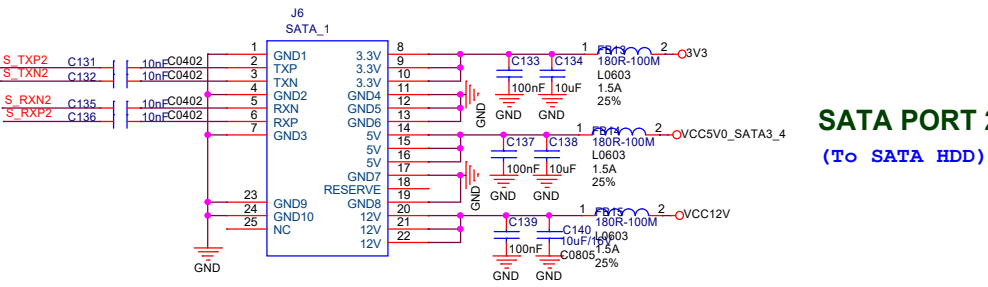 J6
SATA_1
S_TXP2 C131 10nF C0402
S_TXN2 C132 10nF C0402
S_RXN2 C135 10nF C0402
S_RXP2 C136 10nF C0402
1 GND1
2 TXP
3 TXN
4 GND2
5 RXN
6 RXP
7 GND3
23 GND9
24 GND10
25 NC
GND
3.3V 8
3.3V 9
3.3V 10
GND4 11
GND5 12
GND6 13
5V 14
5V 15
5V 16
GND7 17
RESERVE 18
GND8 19
12V 20
12V 21
12V 22
GND
GND
C133
100nF
GND
C134
10uF
GND
1 FB13 2 3V3
180R-100M
L0603
1.5A
25%
C137
100nF
GND
C138
10uF
GND
1 FB14 2 VCC5V0_SATA3_4
180R-100M
L0603
1.5A
25%
C139
100nF
GND
C140
10uF/16V
C0805
GND
1 FB15 2 VCC12V
180R-100M
L0603
1.5A
25%
SATA PORT 2
(To SATA HDD)